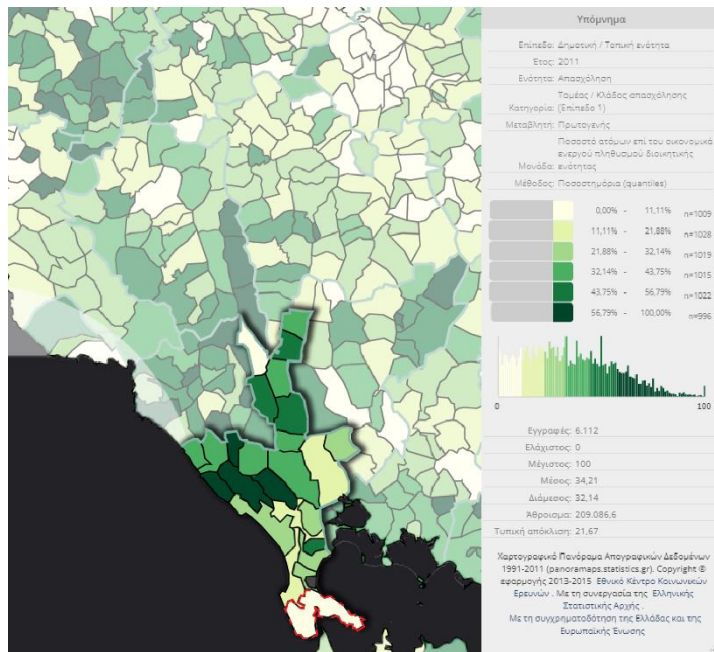 Υπόμνημα
Επίπεδο: Δημοτική / Τοπική ενότητα
Ετος: 2011
Ενότητα: Απασχόληση
Τομέας / Κλάδος απασχόλησης
Κατηγορία: (Επίπεδο 1)
Μεταβλητή: Πρωτογενής
Ποσοστό ατόμων επί του οικονομικά
ενεργού πληθυσμού διοικητικής
Μονάδα: ενότητας
Μέθοδος: Ποσοστημόρια (quantiles)
0,00% - 11,11% n=1009
11,11% - 21,88% n=1028
21,88% - 32,14% n=1019
32,14% - 43,75% n=1015
43,75% - 56,79% n=1022
56,79% - 100,00% n=996
0 100
Εγγραφές: 6.112
Ελάχιστος: 0
Μέγιστος: 100
Μέσος: 34,21
Διάμεσος: 32,14
Άθροισμα: 209.086,6
Τυπική απόκλιση: 21,67
Χαρτογραφικό Πανόραμα Απογραφικών Δεδομένων
1991-2011 (panoramaps.statistics.gr). Copyright ©
εφαρμογής 2013-2015 Εθνικό Κέντρο Κοινωνικών
Ερευνών . Με τη συνεργασία της Ελληνικής
Στατιστικής Αρχής .
Με τη συγχρηματοδότηση της Ελλάδας και της
Ευρωπαϊκής Ένωσης